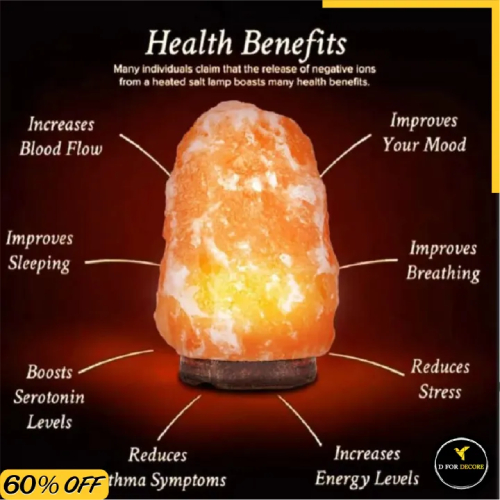 Health Benefits
Many individuals claim that the release of negative ions
from a heated salt lamp boasts many health benefits.
Increases
Blood Flow
Improves
Your Mood
Improves
Sleeping
Improves
Breathing
Boosts
Serotonin
Levels
Reduces
Stress
Reduces
thma Symptoms
Increases
Energy Levels
D FOR DECORE
60% OFF